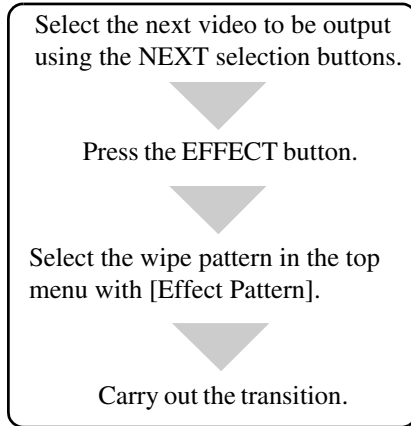 Select the next video to be output
using the NEXT selection buttons.
Press the EFFECT button.
Select the wipe pattern in the top
menu with [Effect Pattern].
Carry out the transition.